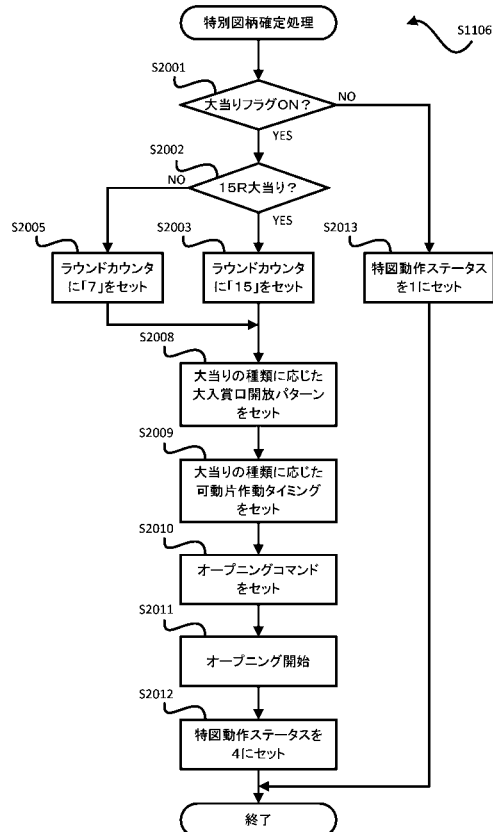 特別図柄確定処理
S1106
S2001
大当りフラグON?
NO
YES
S2002
15R大当り?
NO
YES
S2005
ラウンドカウンタ
に「7」をセット
S2003
ラウンドカウンタ
に「15」をセット
S2013
特図動作ステータス
を1にセット
S2008
大当りの種類に応じた
大入賞口開放パターン
をセット
S2009
大当りの種類に応じた
可動片作動タイミング
をセット
S2010
オープニングコマンド
をセット
S2011
オープニング開始
S2012
特図動作ステータスを
4にセット
終了